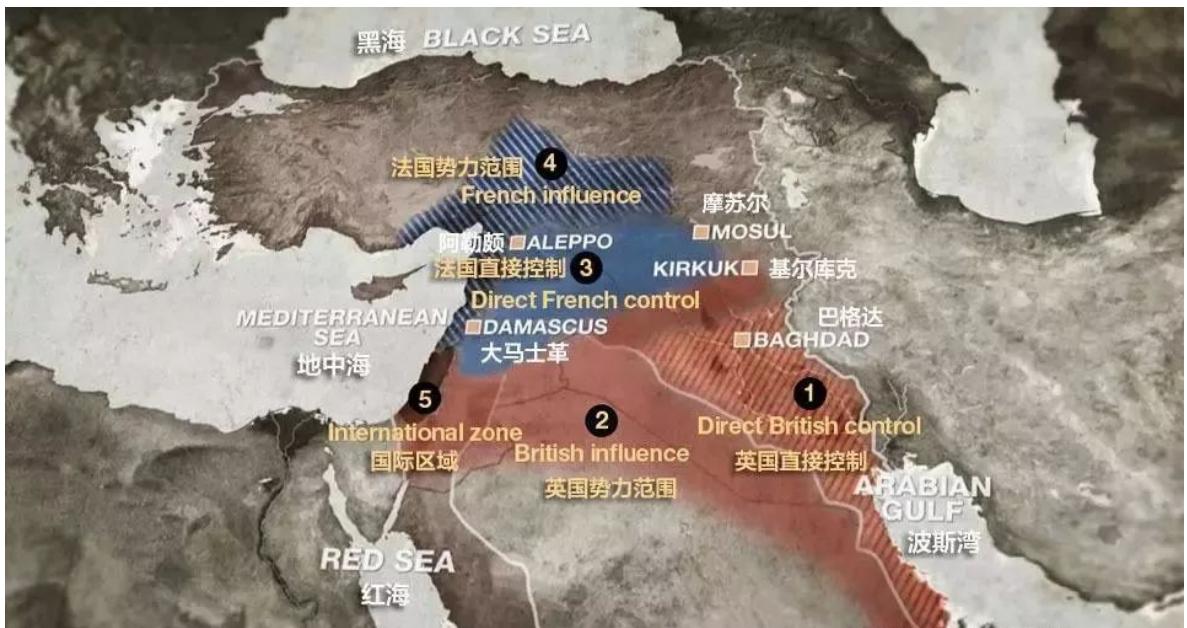 黑海 BLACK SEA
法国势力范围 4
French influence
摩苏尔
MOSUL
阿勒颇 ALEPPO
法国直接控制 3
KIRKUK 基尔库克
Direct French control
MEDITERRANEAN
SEA
地中海
DAMASCUS
大马士革
巴格达
BAGHDAD
5
International zone
国际区域
2
British influence
英国势力范围
1
Direct British control
英国直接控制
ARABIAN
GULF
波斯湾
RED SEA
红海